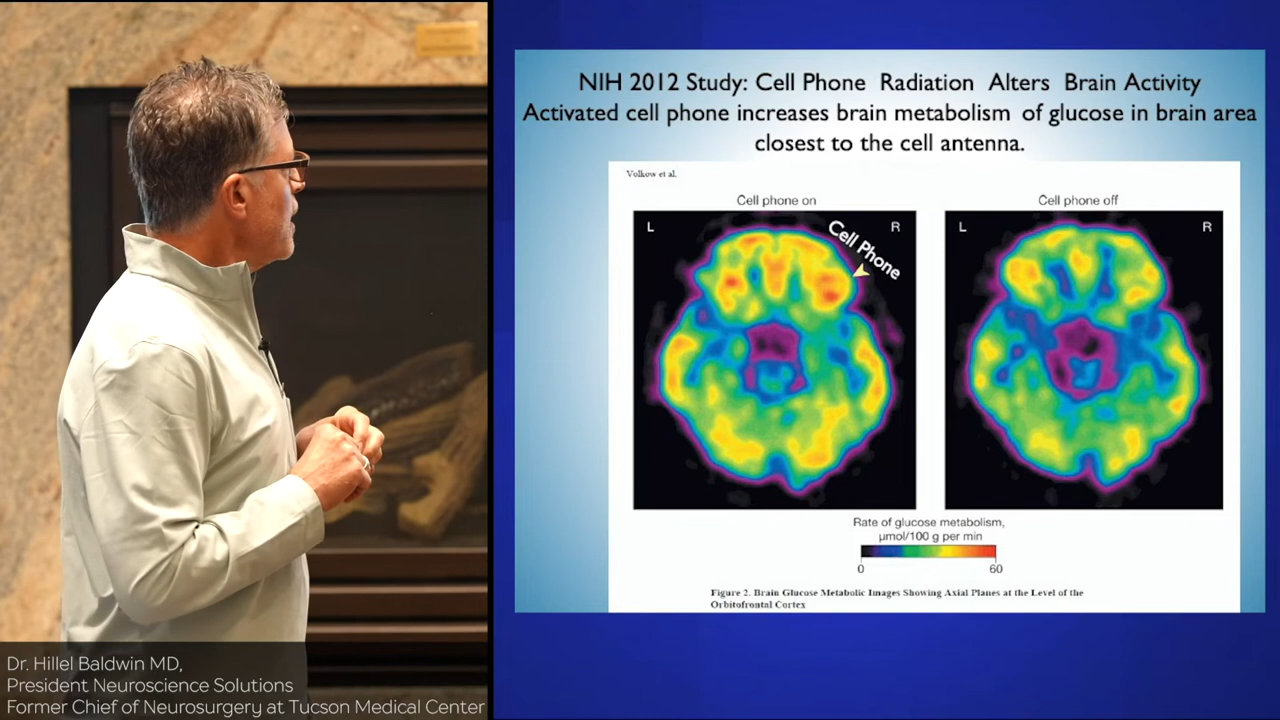 NIH 2012 Study: Cell Phone Radiation Alters Brain Activity
Activated cell phone increases brain metabolism of glucose in brain area
closest to the cell antenna.
Volkow et al.
Cell phone on
Cell phone off
L
R
Cell Phone
L
R
Rate of glucose metabolism,
µmol/100 g per min
0
60
Figure 2. Brain Glucose Metabolic Images Showing Axial Planes at the Level of the
Orbitofrontal Cortex
Dr. Hillel Baldwin MD,
President Neuroscience Solutions
Former Chief of Neurosurgery at Tucson Medical Center